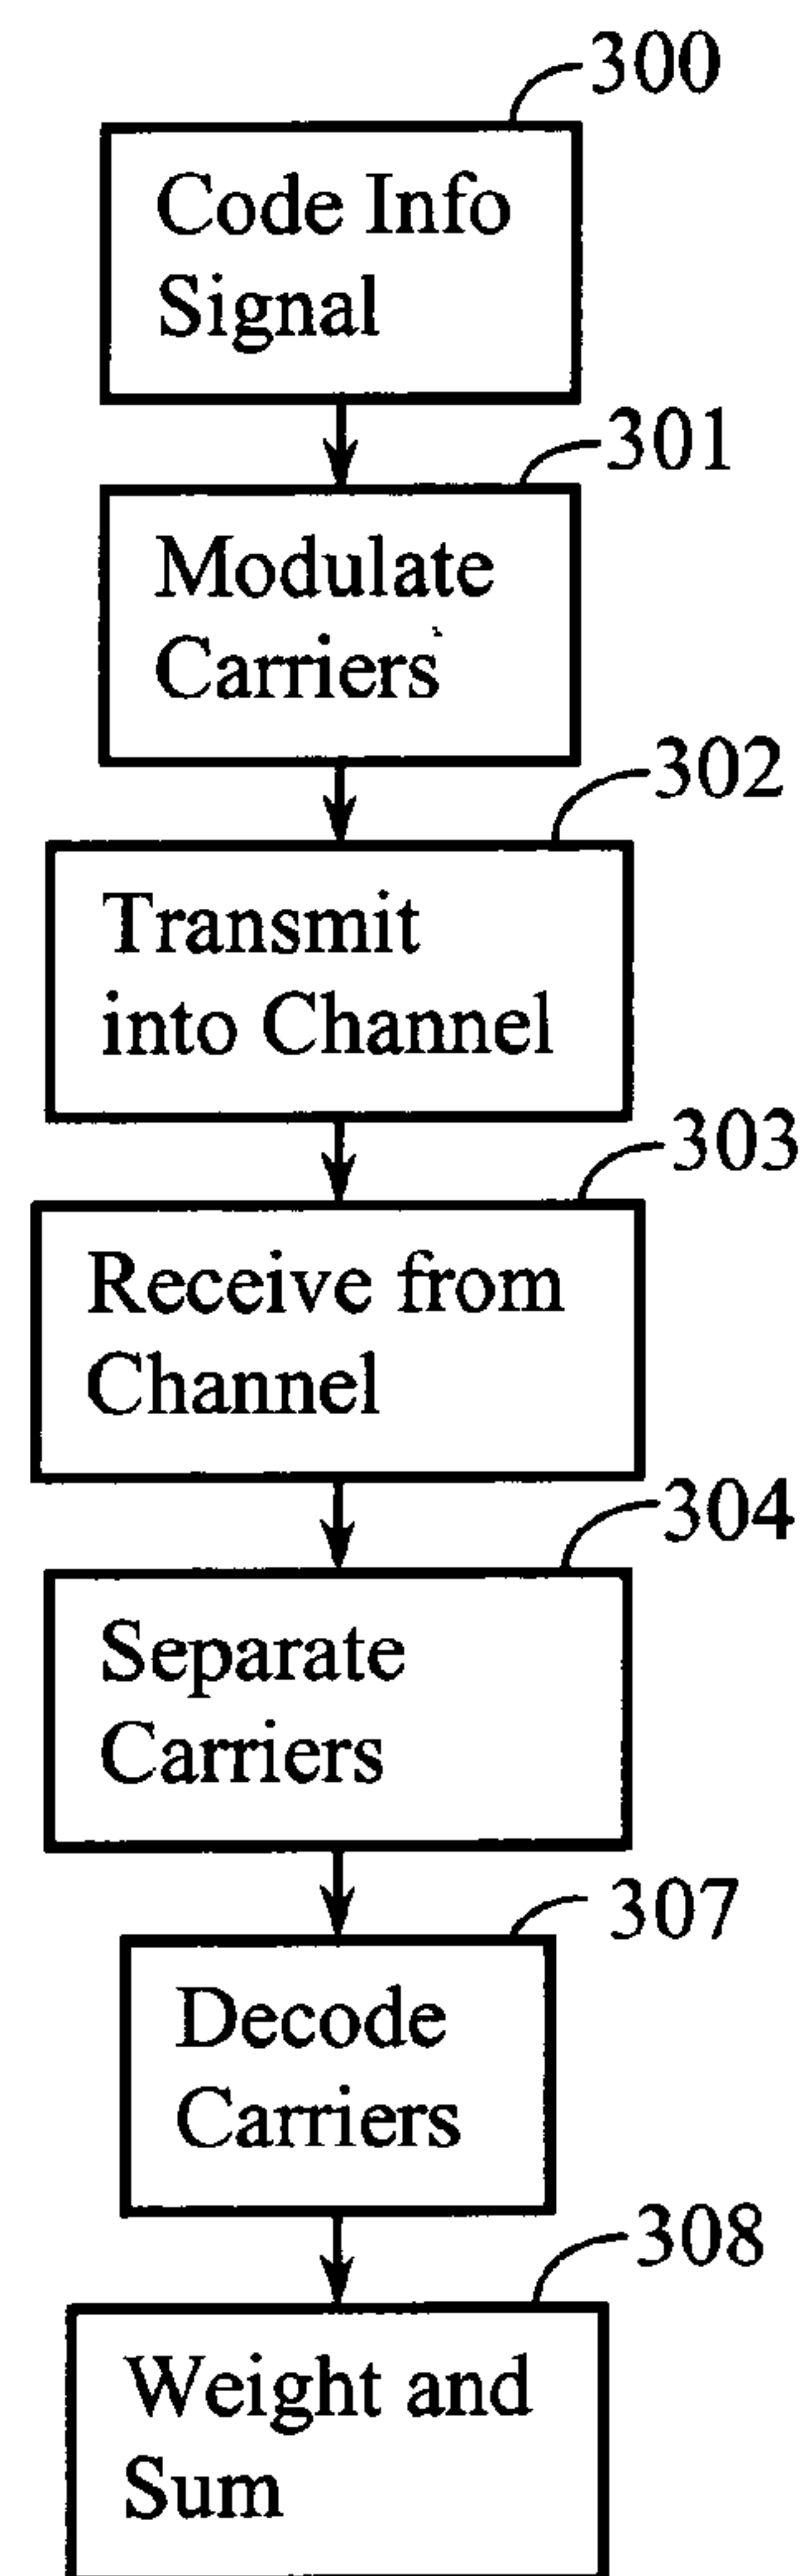 300
Code Info
Signal
301
Modulate
Carriers
302
Transmit
into Channel
303
Receive from
Channel
304
Separate
Carriers
307
Decode
Carriers
308
Weight and
Sum